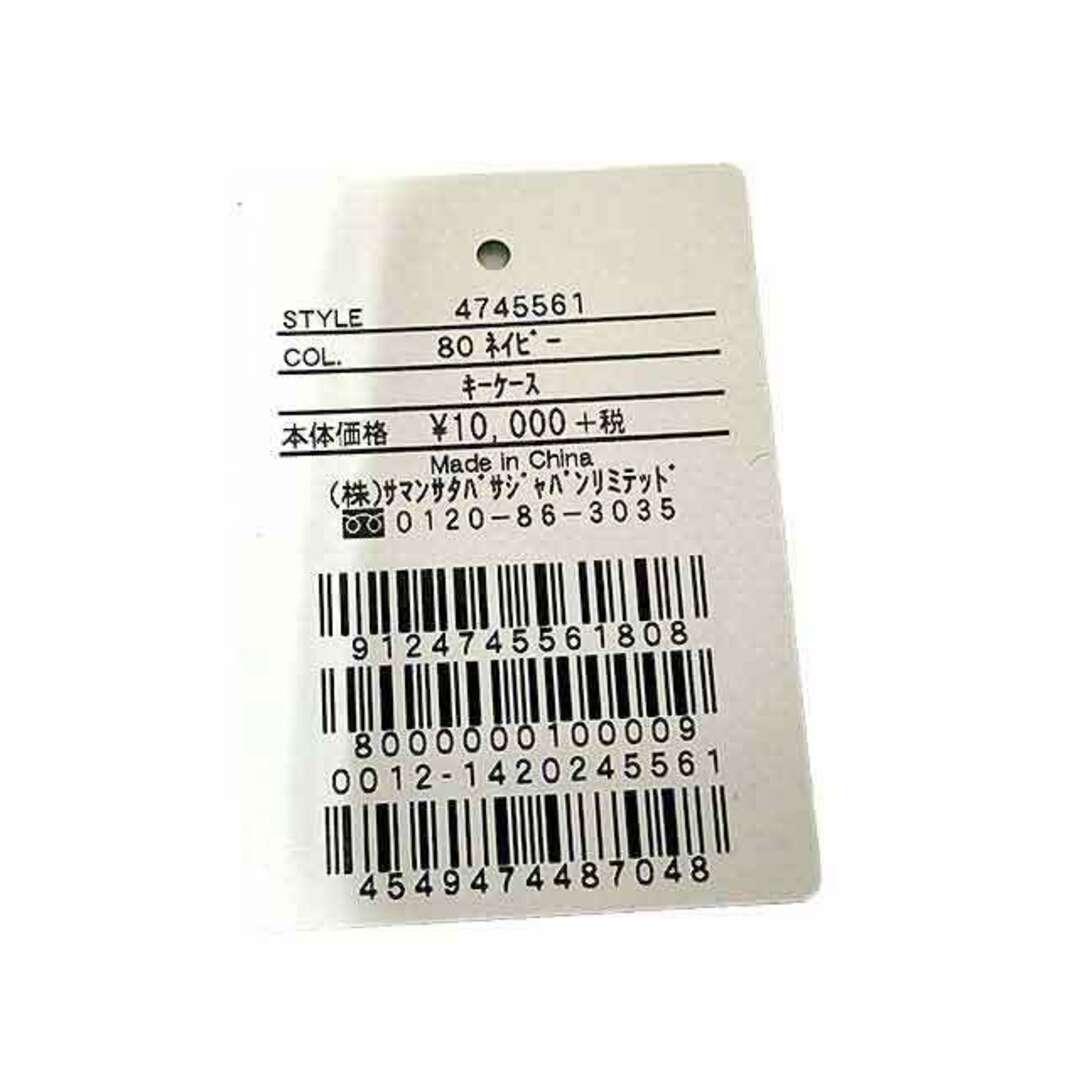 STYLE 4745561
COL. 80 ﾈｲﾋﾞｰ
ｷｰｹｰｽ
本体価格 ¥10,000+税
Made in China
(株)ｻﾏﾝｻﾀﾊﾞｻｼﾞｬﾊﾟﾝﾘﾐﾃｯﾄﾞ
0120-86-3035
9124745561808
8000000100009
0012-1420245561
4549474487048